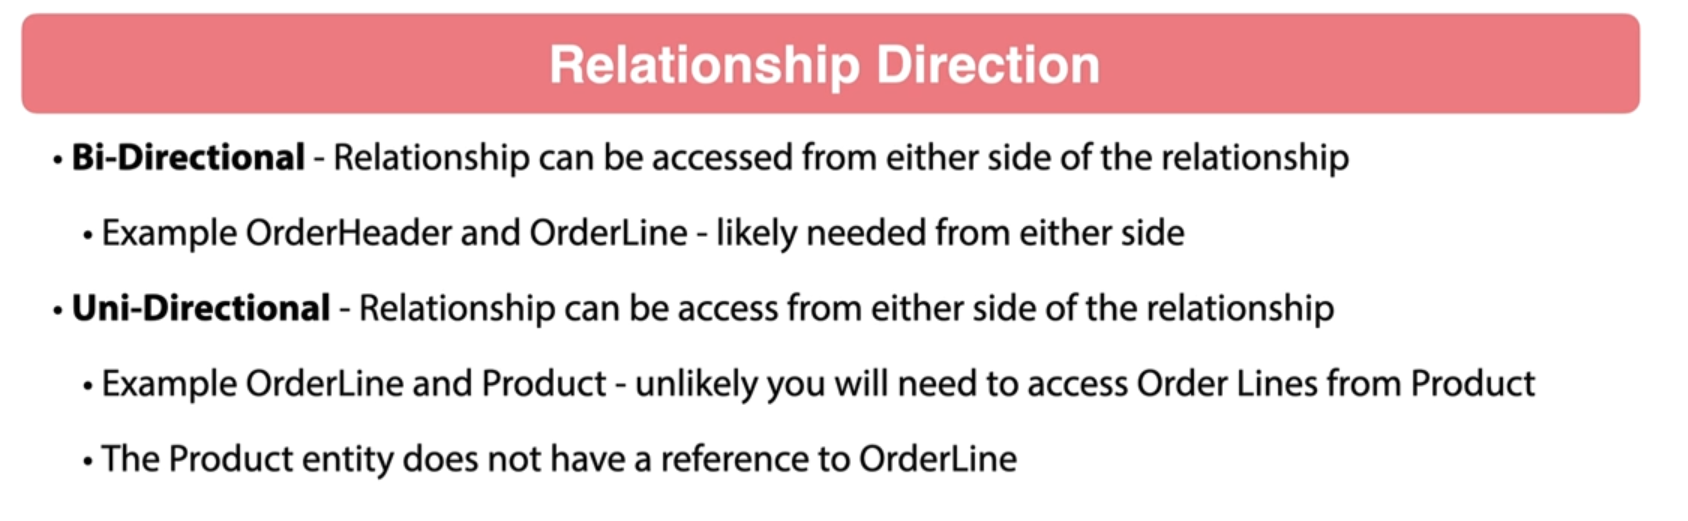 Relationship Direction
• Bi-Directional - Relationship can be accessed from either side of the relationship
• Example OrderHeader and OrderLine - likely needed from either side
• Uni-Directional - Relationship can be access from either side of the relationship
• Example OrderLine and Product - unlikely you will need to access Order Lines from Product
• The Product entity does not have a reference to OrderLine